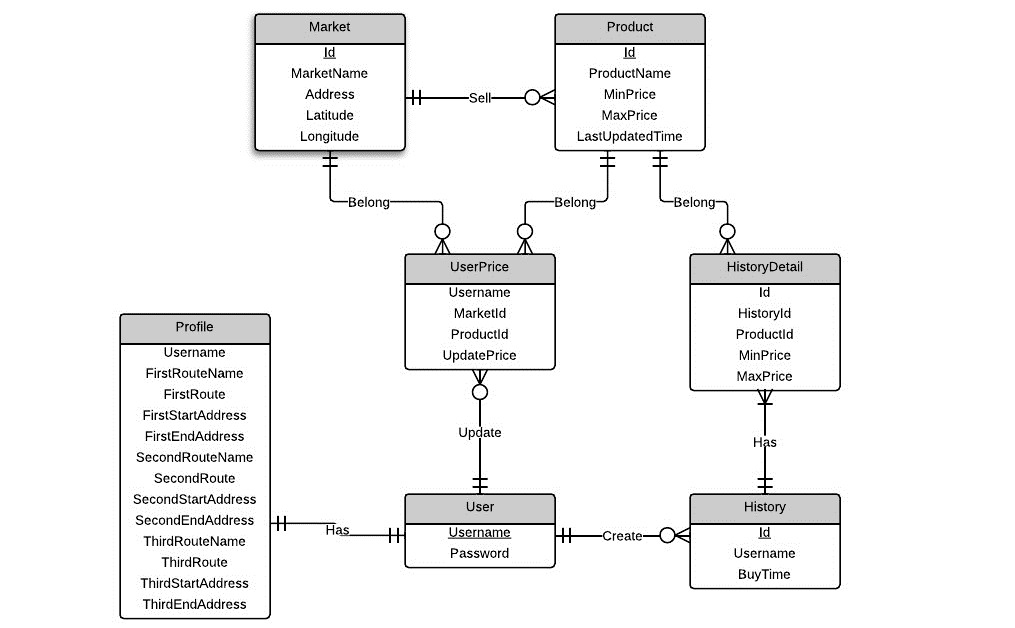 Market
Id
MarketName
Address
Latitude
Longitude
Sell
Product
Id
ProductName
MinPrice
MaxPrice
LastUpdatedTime
Belong
Belong
Belong
UserPrice
Username
MarketId
ProductId
UpdatePrice
HistoryDetail
Id
HistoryId
ProductId
MinPrice
MaxPrice
Profile
Username
FirstRouteName
FirstRoute
FirstStartAddress
FirstEndAddress
SecondRouteName
SecondRoute
SecondStartAddress
SecondEndAddress
ThirdRouteName
ThirdRoute
ThirdStartAddress
ThirdEndAddress
Update
Has
Has
User
Username
Password
Create
History
Id
Username
BuyTime